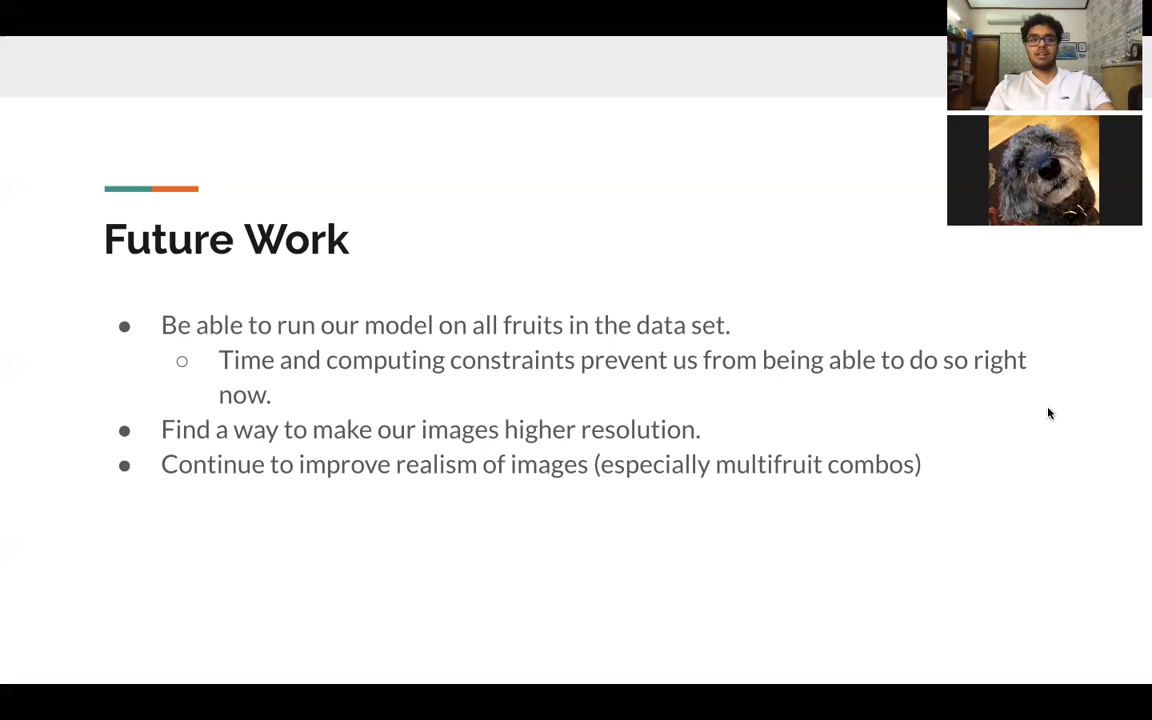 Future Work
● Be able to run our model on all fruits in the data set.
○ Time and computing constraints prevent us from being able to do so right
now.
● Find a way to make our images higher resolution.
● Continue to improve realism of images (especially multifruit combos)